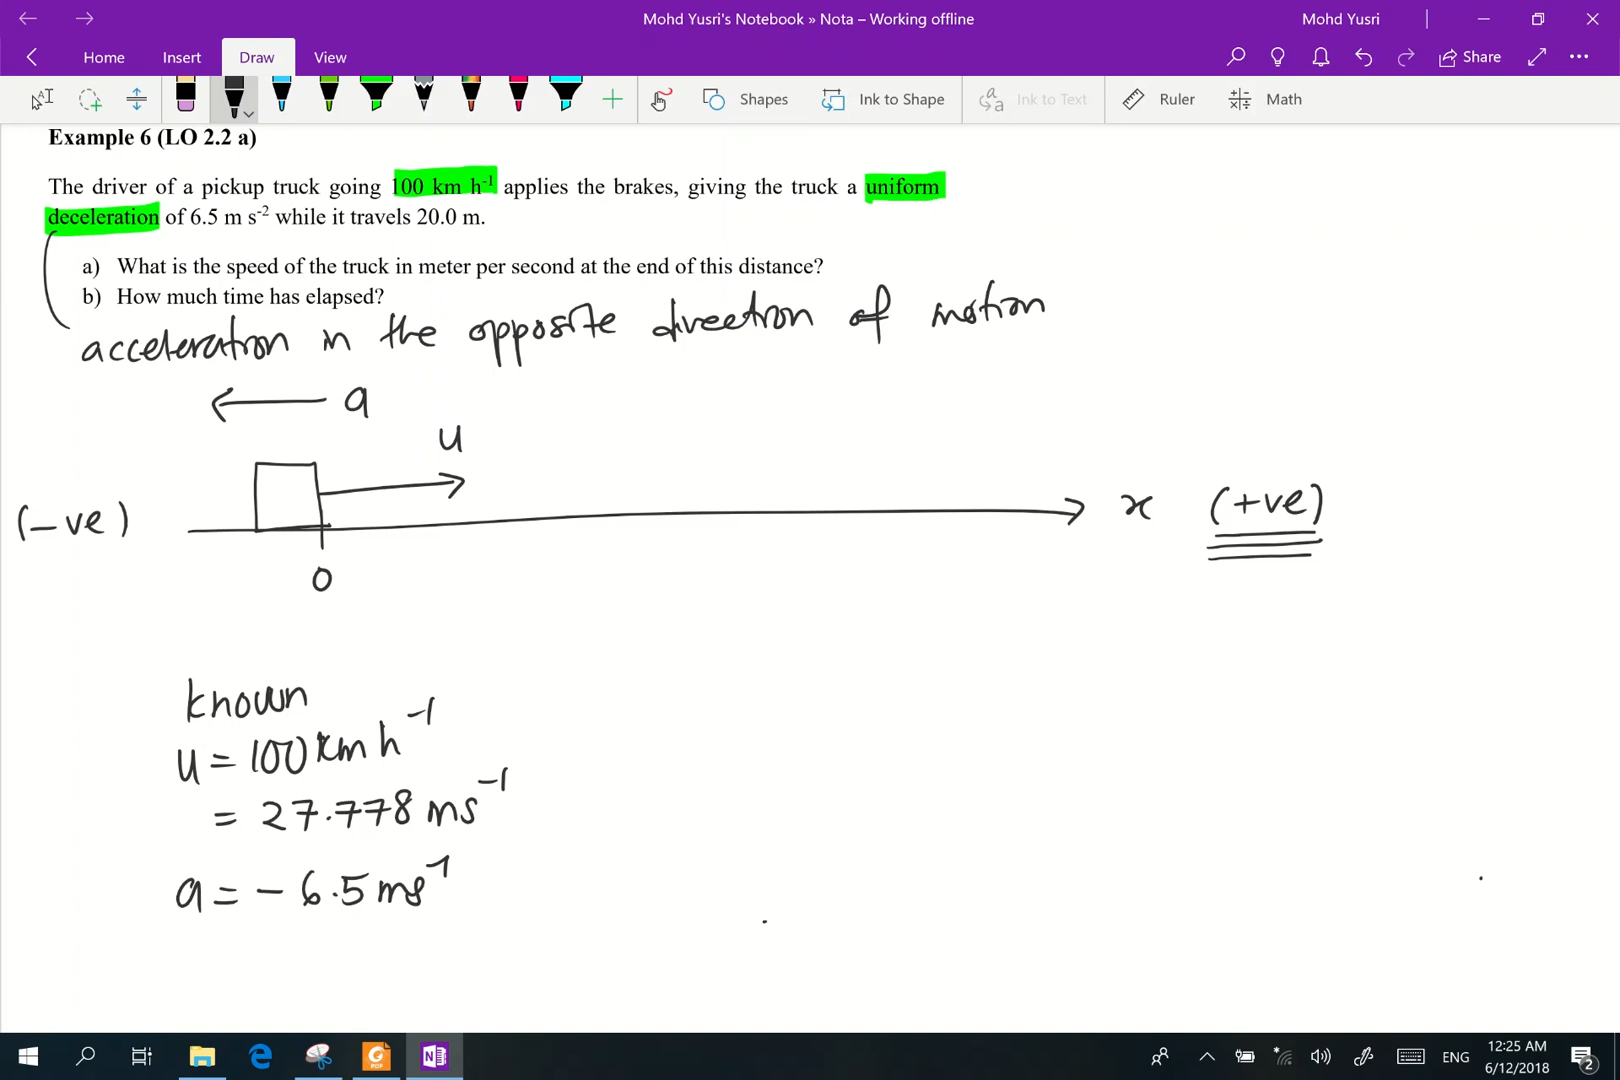 Mohd Yusri's Notebook » Nota – Working offline
Mohd Yusri
Home Insert Draw View
Share
Shapes Ink to Shape Ink to Text Ruler Math
Example 6 (LO 2.2 a)
The driver of a pickup truck going 100 km h⁻¹ applies the brakes, giving the truck a uniform
deceleration of 6.5 m s⁻² while it travels 20.0 m.
a) What is the speed of the truck in meter per second at the end of this distance?
b) How much time has elapsed?
acceleration in the opposite direction of motion
a
u
(-ve)
x (+ve)
0
known
u = 100 km h⁻¹
= 27.778 ms⁻¹
a = - 6.5 ms⁻¹
ENG
12:25 AM
6/12/2018
2